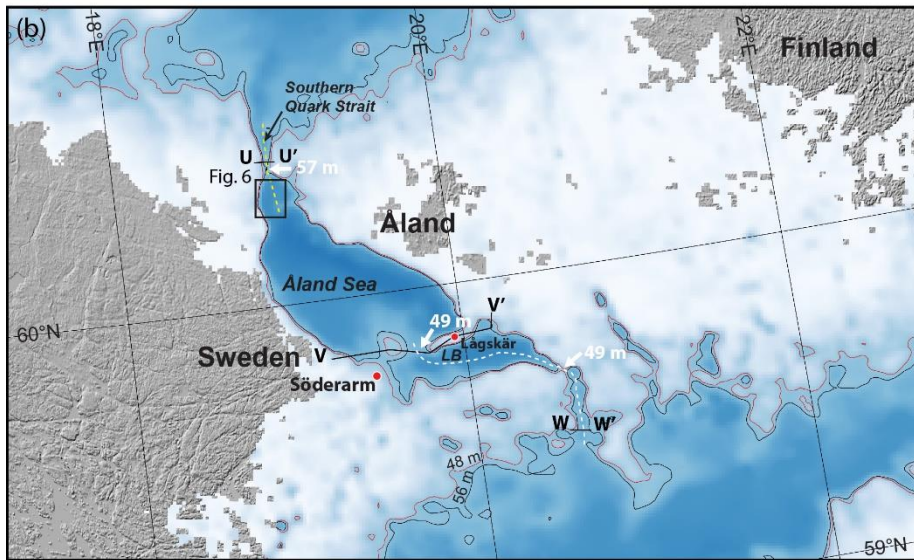 (b)
18°E
20°E
22°E
Finland
Southern
Quark Strait
U U'
57 m
Fig. 6
Åland
Åland Sea
V'
60°N
49 m
Lågskär
Sweden
V
LB
49 m
Söderarm
W W'
48 m
56 m
59°N